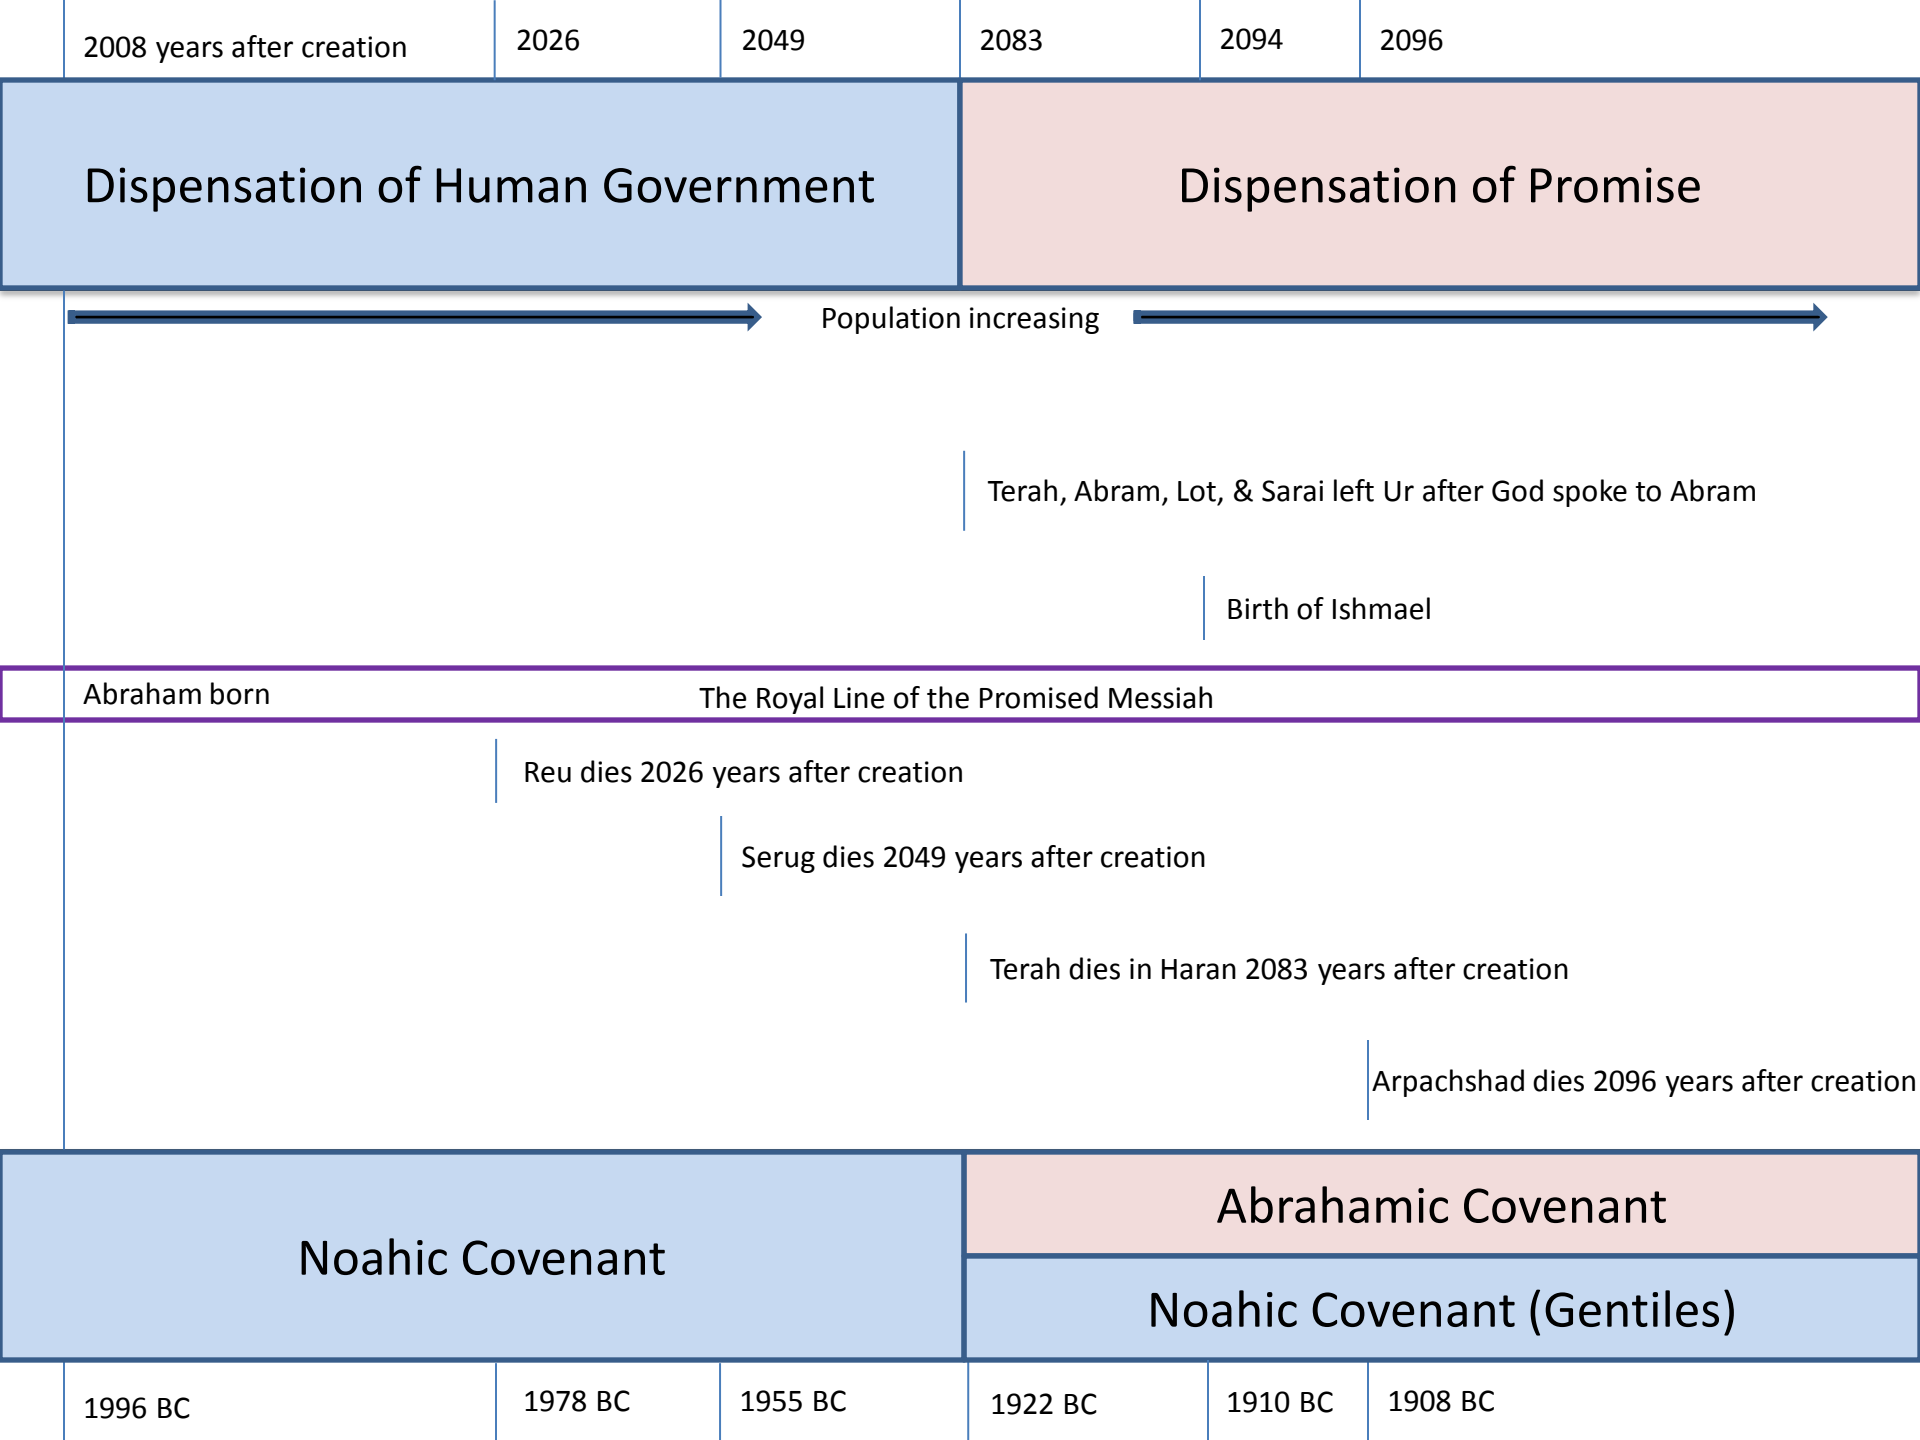 2008 years after creation
2026
2049
2083
2094
2096
Dispensation of Human Government
Dispensation of Promise
Population increasing
Terah, Abram, Lot, & Sarai left Ur after God spoke to Abram
Birth of Ishmael
Abraham born
The Royal Line of the Promised Messiah
Reu dies 2026 years after creation
Serug dies 2049 years after creation
Terah dies in Haran 2083 years after creation
Arpachshad dies 2096 years after creation
Noahic Covenant
Abrahamic Covenant
Noahic Covenant (Gentiles)
1996 BC
1978 BC
1955 BC
1922 BC
1910 BC
1908 BC